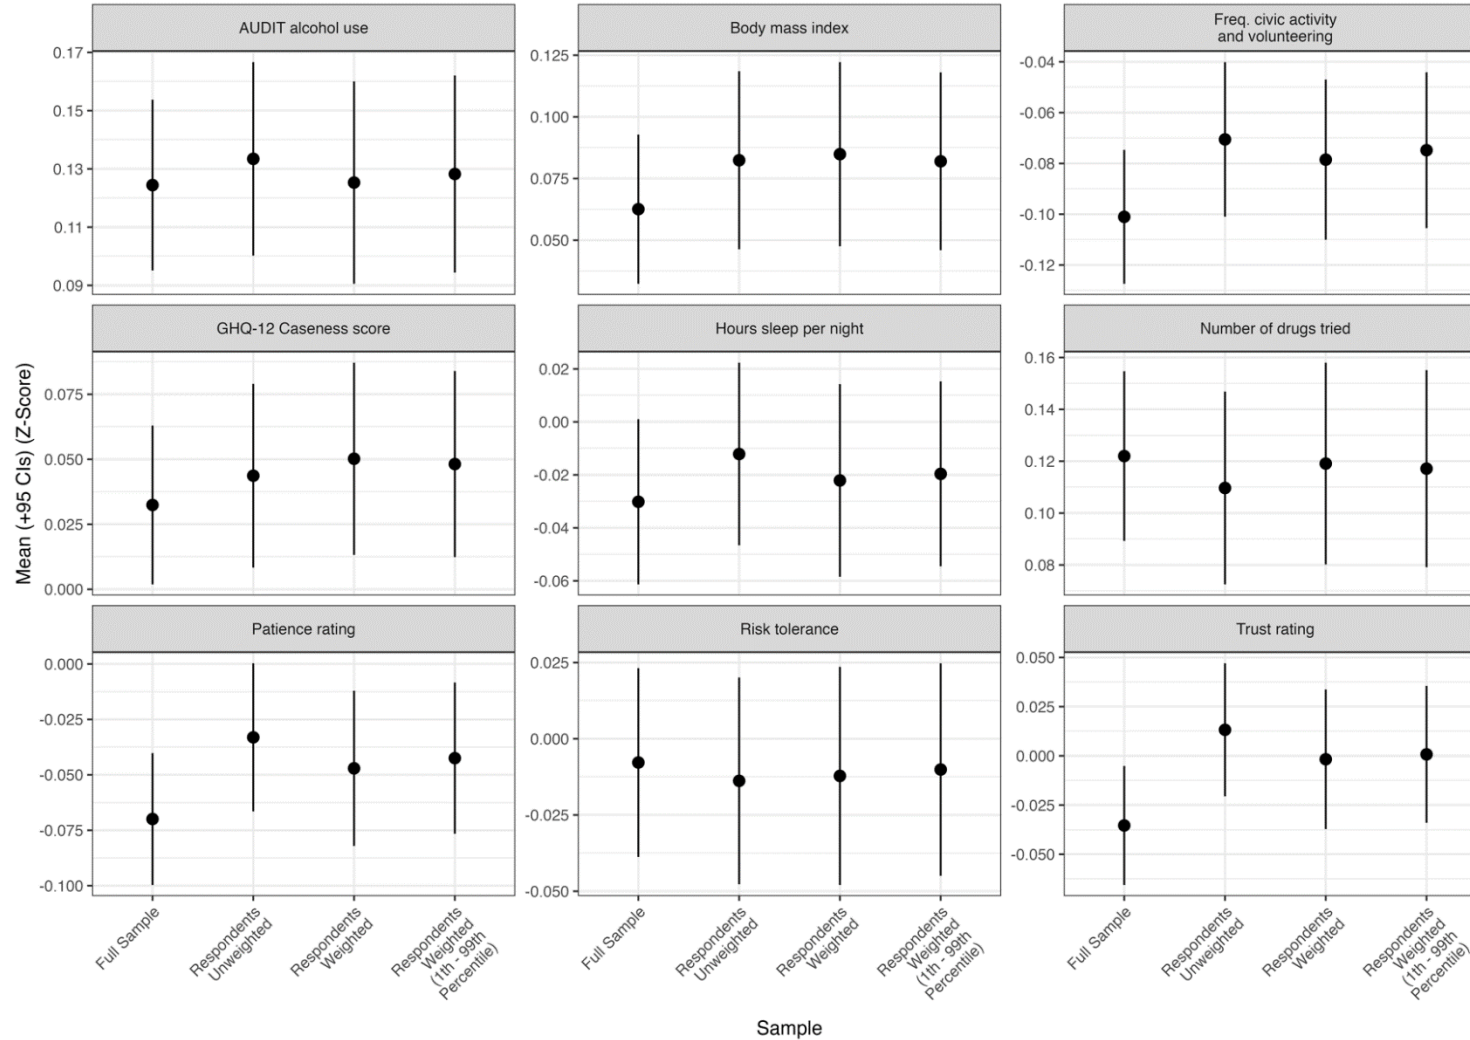 AUDIT alcohol use
Body mass index
Freq. civic activity
and volunteering
0.17
0.15
0.13
0.11
0.09
0.125
0.100
0.075
0.050
-0.04
-0.06
-0.08
-0.10
-0.12
GHQ-12 Caseness score
Hours sleep per night
Number of drugs tried
0.075
0.050
0.025
0.000
0.02
0.00
-0.02
-0.04
-0.06
0.16
0.14
0.12
0.10
0.08
Patience rating
Risk tolerance
Trust rating
0.000
-0.025
-0.050
-0.075
-0.100
0.025
0.000
-0.025
-0.050
0.050
0.025
0.000
-0.025
-0.050
Mean (+95 CIs) (Z-Score)
Full Sample
Respondents
Unweighted
Respondents
Weighted
Respondents
Weighted
(1th - 99th
Percentile)
Full Sample
Respondents
Unweighted
Respondents
Weighted
Respondents
Weighted
(1th - 99th
Percentile)
Full Sample
Respondents
Unweighted
Respondents
Weighted
Respondents
Weighted
(1th - 99th
Percentile)
Sample